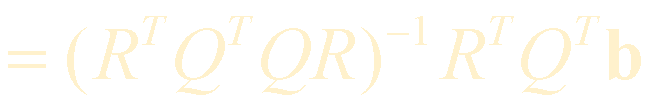 = (R^T Q^T QR)^{-1} R^T Q^T b